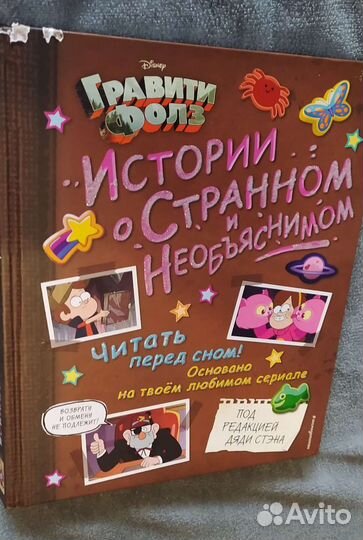 Disney
ГРАВИТИ
ФОЛЗ
Истории
о Странном
и
Необъяснимом
Читать
перед сном!
Основано
на твоём любимом сериале
ВОЗВРАТУ
И ОБМЕНУ
НЕ ПОДЛЕЖИТ!
ПОД
РЕДАКЦИЕЙ
ДЯДИ СТЭНА
Avito